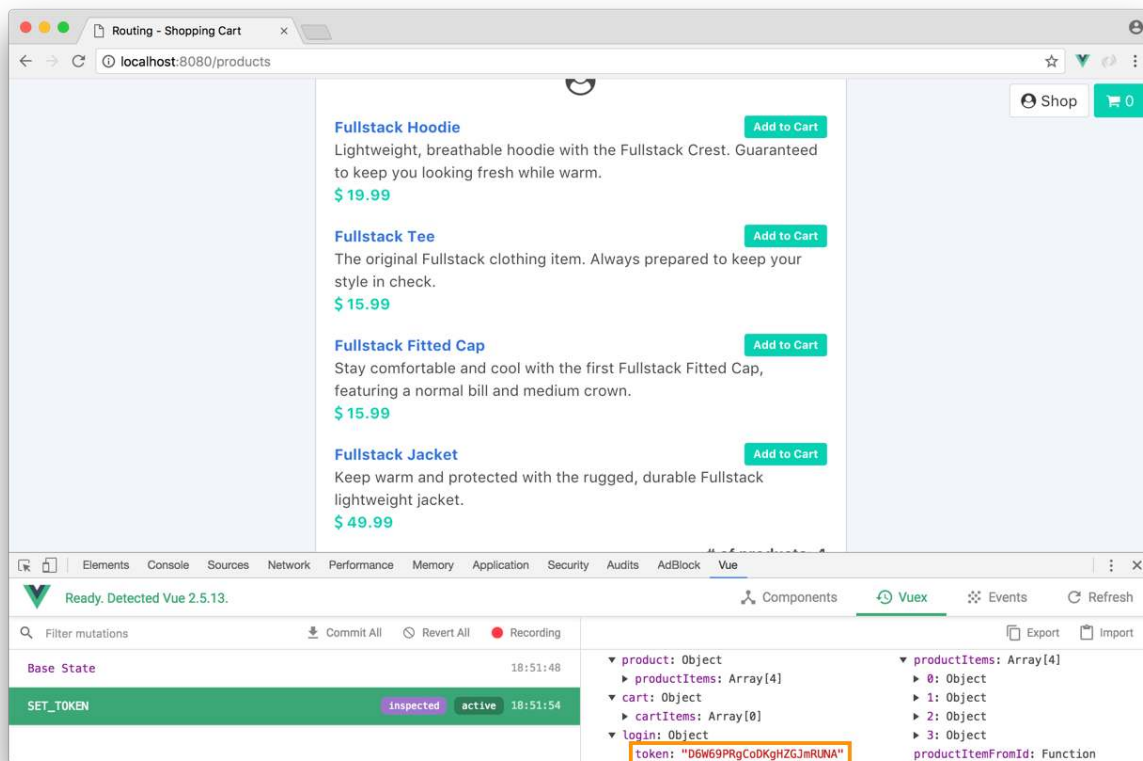 Routing - Shopping Cart
localhost:8080/products
Shop
0
Fullstack Hoodie
Add to Cart
Lightweight, breathable hoodie with the Fullstack Crest. Guaranteed
to keep you looking fresh while warm.
$ 19.99
Fullstack Tee
Add to Cart
The original Fullstack clothing item. Always prepared to keep your
style in check.
$ 15.99
Fullstack Fitted Cap
Add to Cart
Stay comfortable and cool with the first Fullstack Fitted Cap,
featuring a normal bill and medium crown.
$ 15.99
Fullstack Jacket
Add to Cart
Keep warm and protected with the rugged, durable Fullstack
lightweight jacket.
$ 49.99
# of products: 4
Elements Console Sources Network Performance Memory Application Security Audits AdBlock Vue
Ready. Detected Vue 2.5.13.
Components Vuex Events Refresh
Filter mutations Commit All Revert All Recording
Export Import
Base State 18:51:48
SET_TOKEN inspected active 18:51:54
product: Object
productItems: Array[4]
cart: Object
cartItems: Array[0]
login: Object
token: "D6W69PRgCoDKgHZGJmRUNA"
productItems: Array[4]
0: Object
1: Object
2: Object
3: Object
productItemFromId: Function